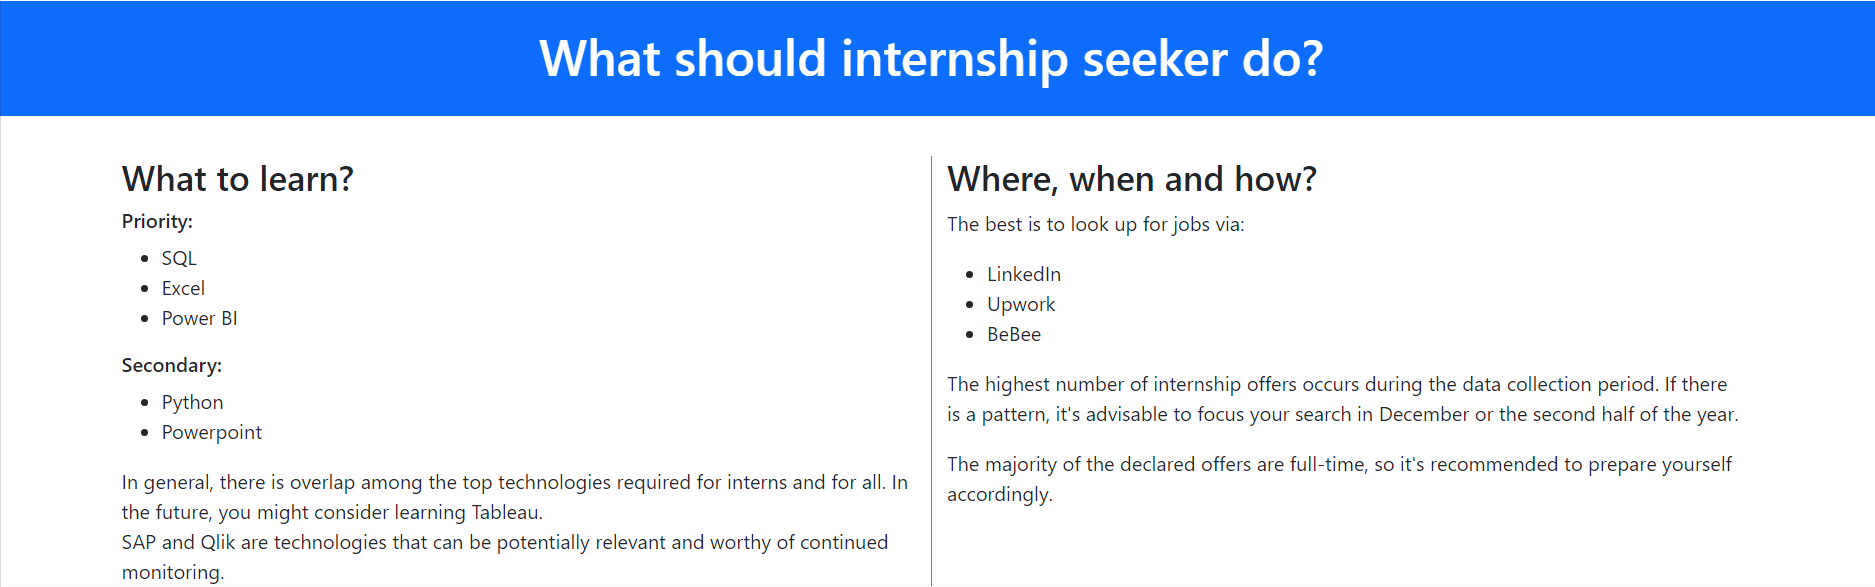 What should internship seeker do?
What to learn?
Priority:
SQL
Excel
Power BI
Secondary:
Python
Powerpoint
In general, there is overlap among the top technologies required for interns and for all. In
the future, you might consider learning Tableau.
SAP and Qlik are technologies that can be potentially relevant and worthy of continued
monitoring.
Where, when and how?
The best is to look up for jobs via:
LinkedIn
Upwork
BeBee
The highest number of internship offers occurs during the data collection period. If there
is a pattern, it's advisable to focus your search in December or the second half of the year.
The majority of the declared offers are full-time, so it's recommended to prepare yourself
accordingly.